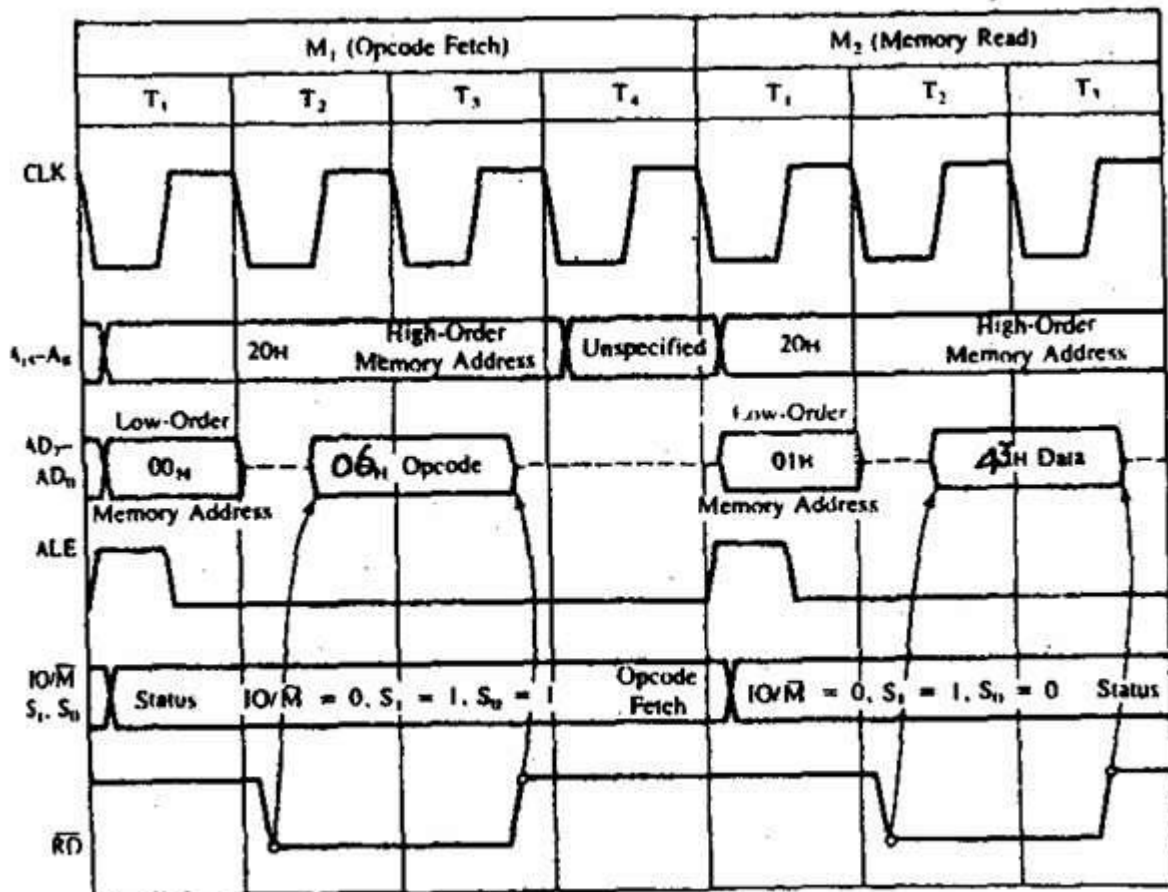 M₁ (Opcode Fetch) M₂ (Memory Read)
T₁ T₂ T₃ T₄ T₁ T₂ T₃
CLK
High-Order High-Order
20H Unspecified 20H
Memory Address Memory Address
Low-Order Low-Order
AD₇–
00H 06H Opcode 01H 43H Data
AD₀
Memory Address Memory Address
ALE
IO/M̅ Opcode
Status IO/M̅ = 0, S₁ = 1, S₀ = 1 IO/M̅ = 0, S₁ = 1, S₀ = 0 Status
S₁, S₀ Fetch
R̅D̅